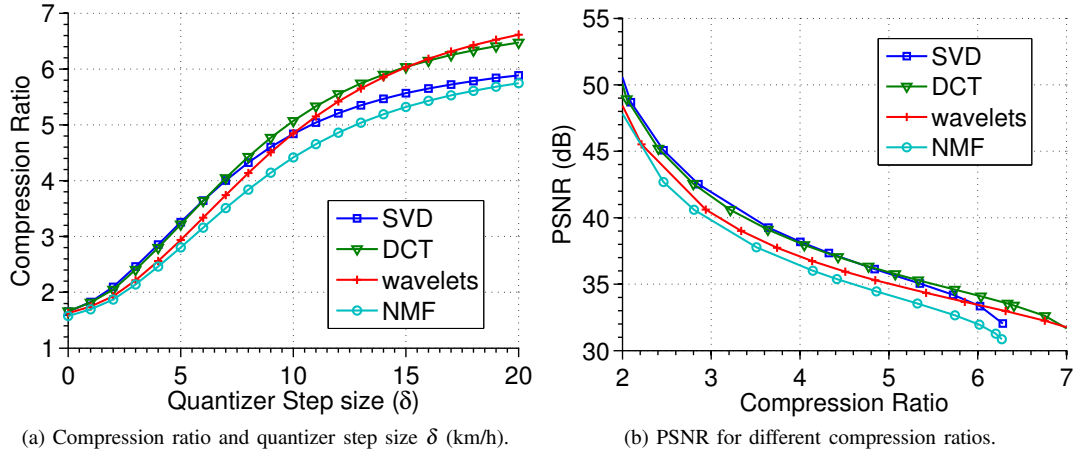 7
6
5
4
3
2
1
Compression Ratio
0
5
10
15
20
Quantizer Step size (δ)
SVD
DCT
wavelets
NMF
(a) Compression ratio and quantizer step size δ (km/h).
55
50
45
40
35
30
PSNR (dB)
2
3
4
5
6
7
Compression Ratio
SVD
DCT
wavelets
NMF
(b) PSNR for different compression ratios.